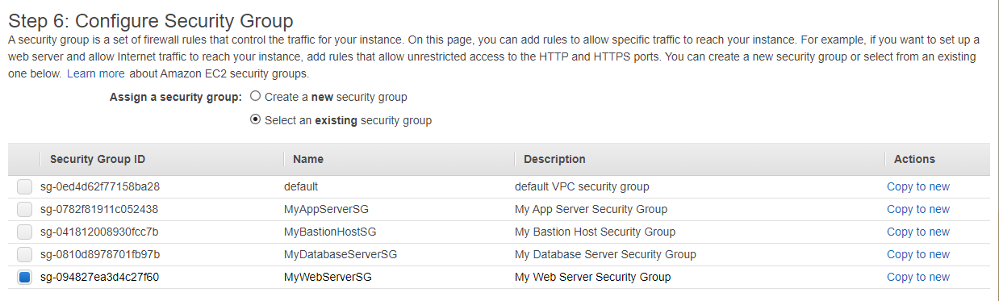 Step 6: Configure Security Group
A security group is a set of firewall rules that control the traffic for your instance. On this page, you can add rules to allow specific traffic to reach your instance. For example, if you want to set up a
web server and allow Internet traffic to reach your instance, add rules that allow unrestricted access to the HTTP and HTTPS ports. You can create a new security group or select from an existing
one below. Learn more about Amazon EC2 security groups.
Assign a security group: Create a new security group
Select an existing security group
Security Group ID Name Description Actions
sg-0ed4d62f77158ba28 default default VPC security group Copy to new
sg-0782f81911c052438 MyAppServerSG My App Server Security Group Copy to new
sg-041812008930fcc7b MyBastionHostSG My Bastion Host Security Group Copy to new
sg-0810d8978701fb97b MyDatabaseServerSG My Database Server Security Group Copy to new
sg-094827ea3d4c27f60 MyWebServerSG My Web Server Security Group Copy to new